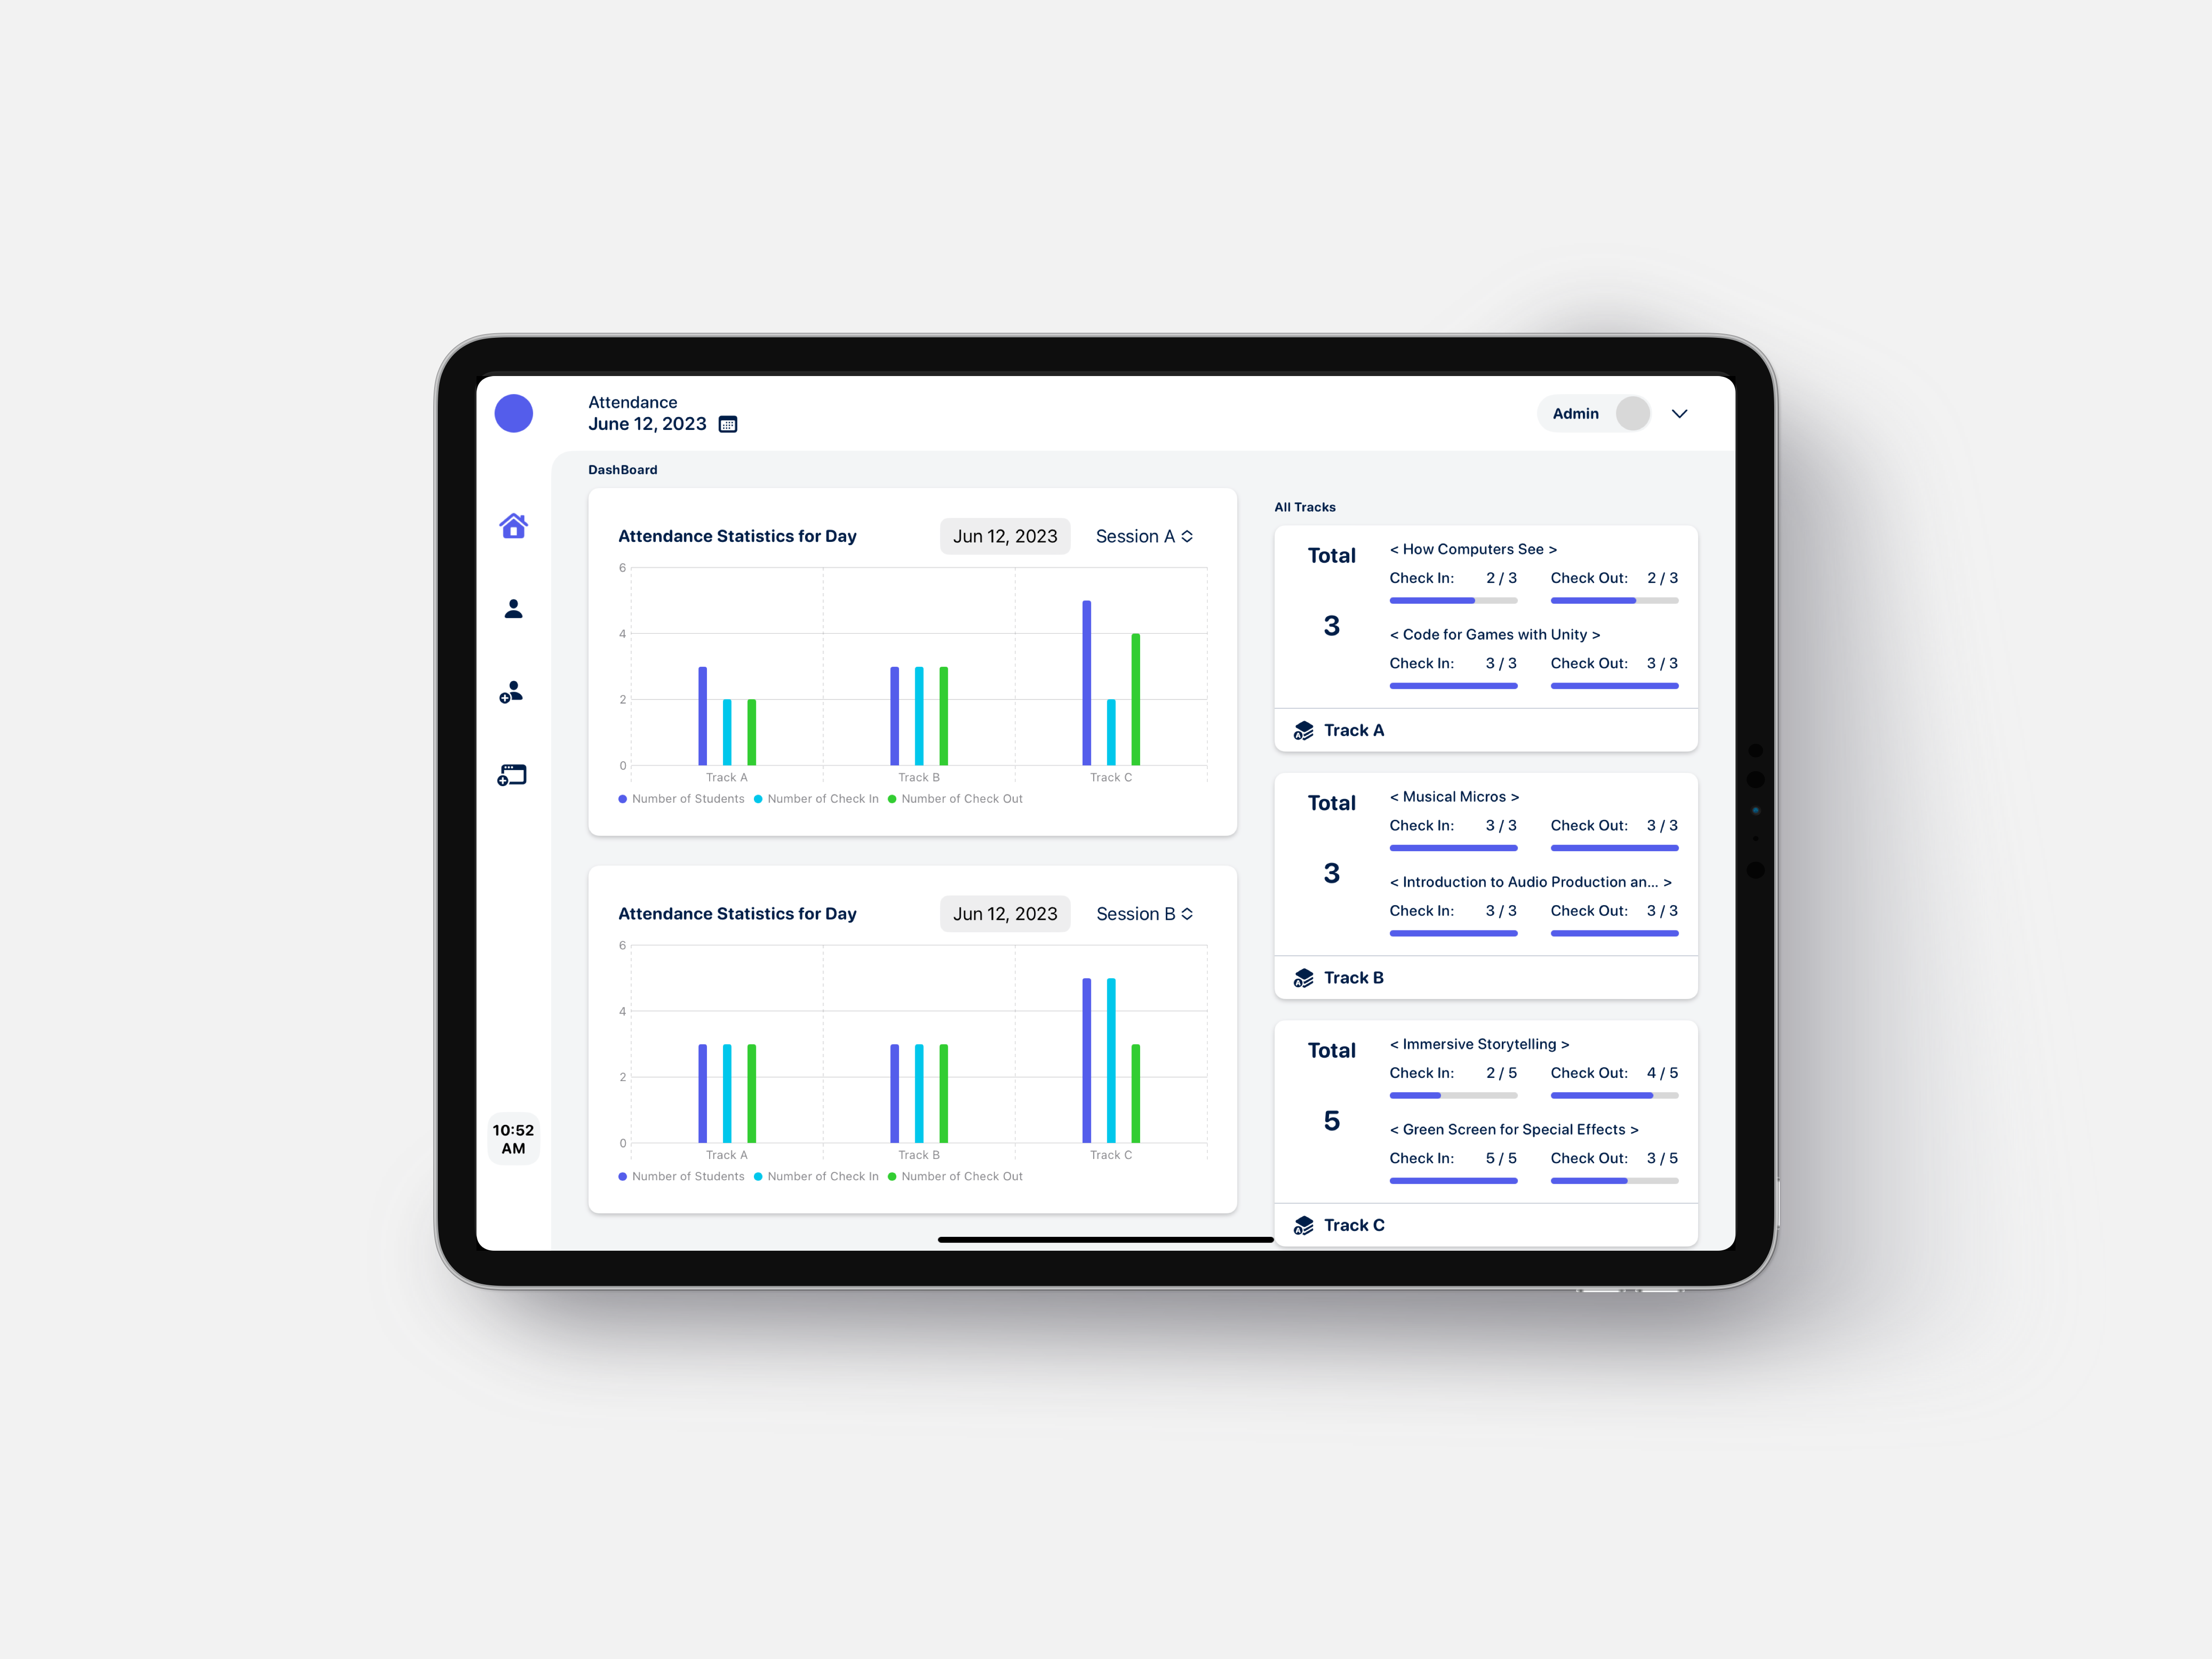 Attendance
June 12, 2023
Admin
DashBoard
Attendance Statistics for Day
Jun 12, 2023
Session A
6
4
2
0
Track A
Track B
Track C
Number of Students
Number of Check In
Number of Check Out
Attendance Statistics for Day
Jun 12, 2023
Session B
6
4
2
0
Track A
Track B
Track C
Number of Students
Number of Check In
Number of Check Out
10:52
AM
All Tracks
Total
3
< How Computers See >
Check In: 2 / 3 Check Out: 2 / 3
< Code for Games with Unity >
Check In: 3 / 3 Check Out: 3 / 3
Track A
Total
3
< Musical Micros >
Check In: 3 / 3 Check Out: 3 / 3
< Introduction to Audio Production an... >
Check In: 3 / 3 Check Out: 3 / 3
Track B
Total
5
< Immersive Storytelling >
Check In: 2 / 5 Check Out: 4 / 5
< Green Screen for Special Effects >
Check In: 5 / 5 Check Out: 3 / 5
Track C